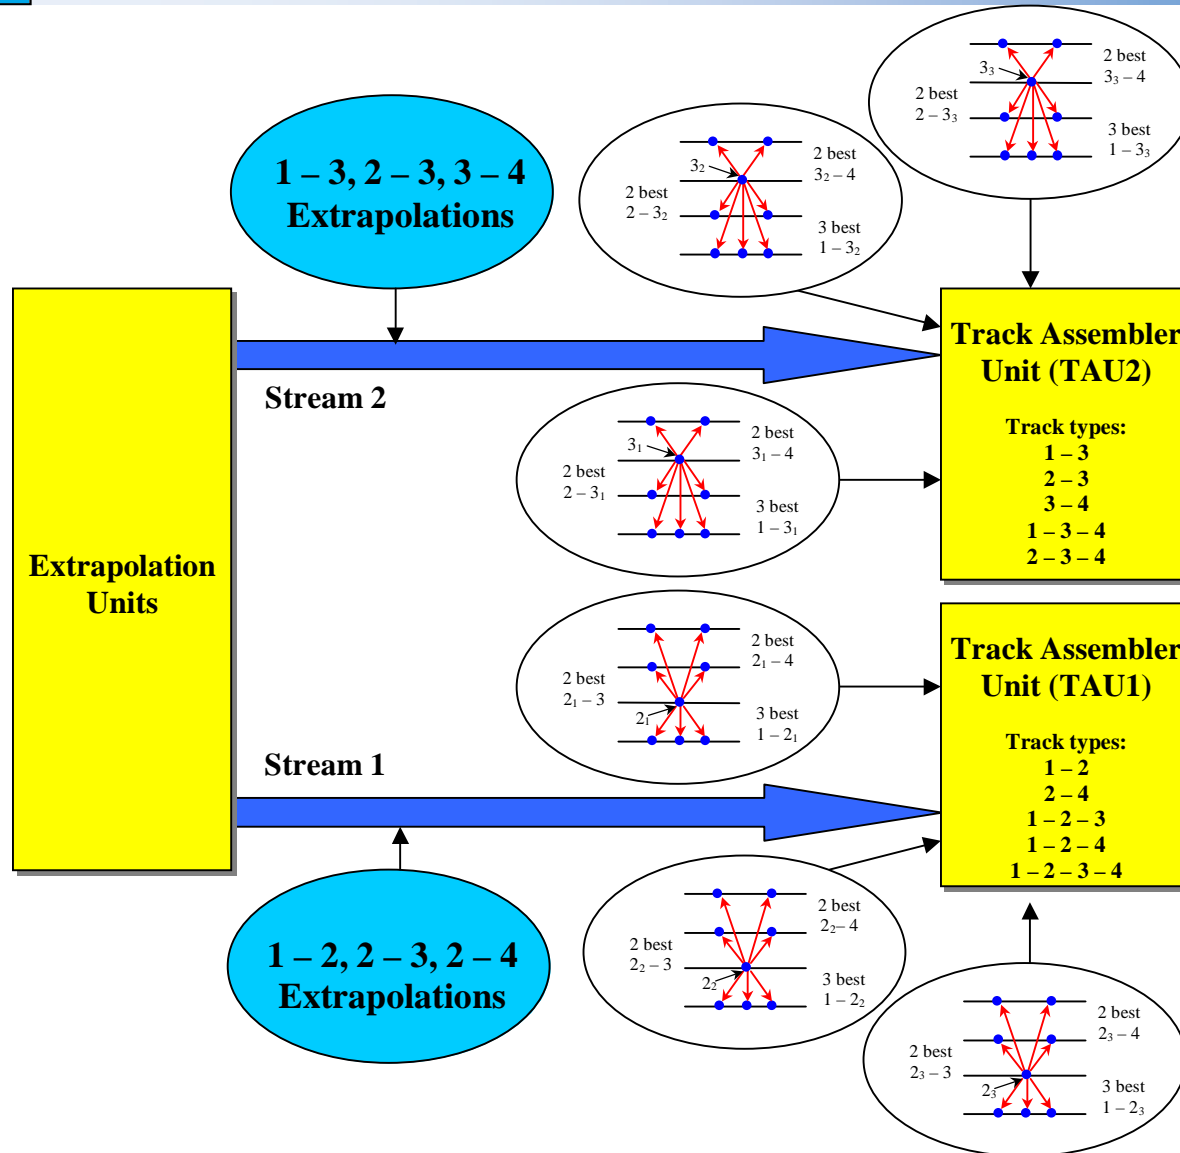 2 best
3₃ – 4
3₃
2 best
2 – 3₃
3 best
1 – 3₃
1 – 3, 2 – 3, 3 – 4
Extrapolations
2 best
3₂ – 4
3₂
2 best
2 – 3₂
3 best
1 – 3₂
Track Assembler
Unit (TAU2)
Track types:
1 – 3
2 – 3
3 – 4
1 – 3 – 4
2 – 3 – 4
Stream 2
2 best
3₁ – 4
3₁
2 best
2 – 3₁
3 best
1 – 3₁
Extrapolation
Units
2 best
2₁ – 4
2 best
2₁ – 3
2₁
3 best
1 – 2₁
Track Assembler
Unit (TAU1)
Track types:
1 – 2
2 – 4
1 – 2 – 3
1 – 2 – 4
1 – 2 – 3 – 4
Stream 1
1 – 2, 2 – 3, 2 – 4
Extrapolations
2 best
2₂– 4
2 best
2₂ – 3
2₂
3 best
1 – 2₂
2 best
2₃ – 4
2 best
2₃ – 3
2₃
3 best
1 – 2₃